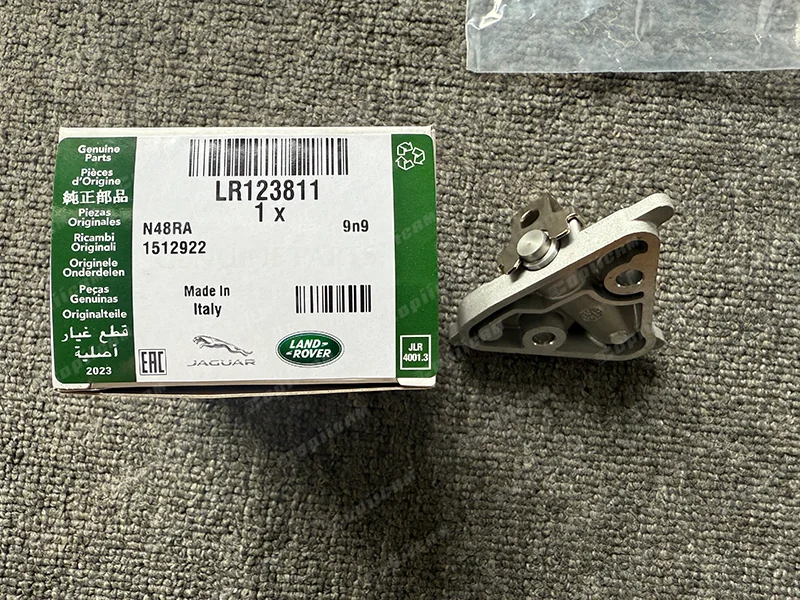 Genuine
Parts
Pièces
d'Origine
純正部品
Piezas
Originales
Ricambi
Originali
Originele
Onderdelen
Peças
Genuinas
Originalteile
قطع غيار
أصلية
2023
LR123811
1 x
N48RA
9n9
1512922
Made In
Italy
EAC
JAGUAR
LAND-
ROVER
JLR
4001.3